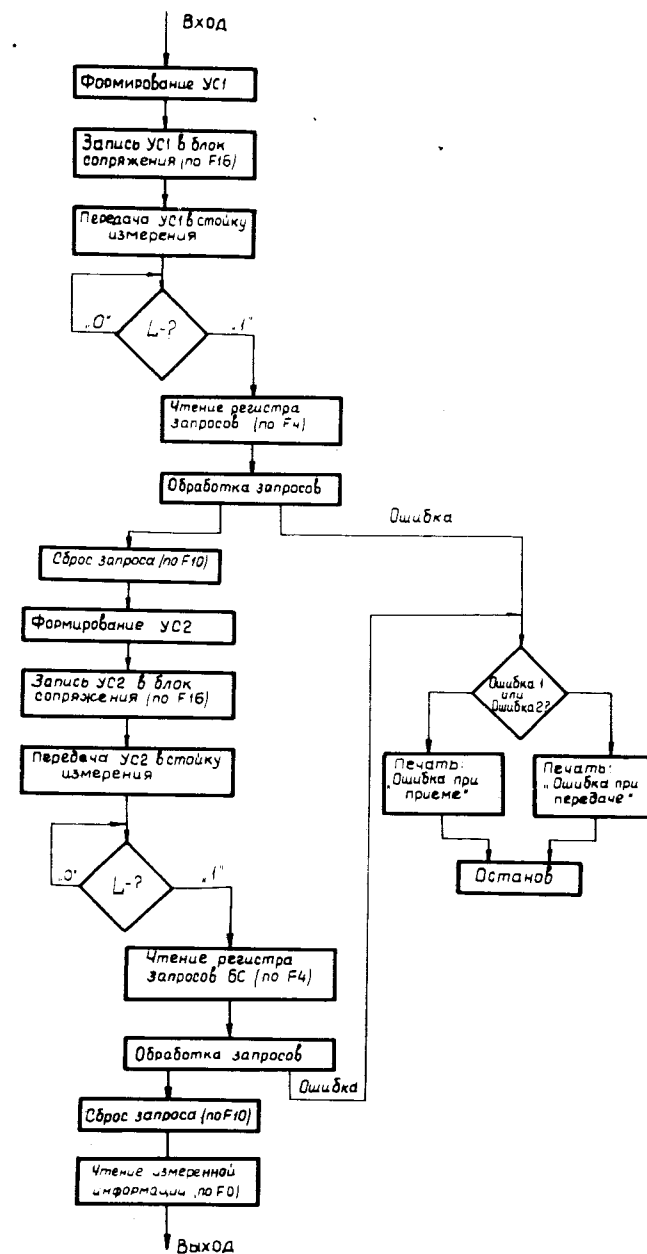 Вход
Формирование УС1
Запись УС1 в блок
сопряжения (по F16)
Передача УС1 в стойку
измерения
„0"
L-?
„1"
Чтение регистра
запросов (по F4)
Обработка запросов
Ошибка
Сброс запроса (по F10)
Формирование УС2
Запись УС2 в блок
сопряжения (по F16)
Передача УС2 в стойку
измерения
Ошибка 1
или
Ошибка 2?
Печать:
„Ошибка при
приеме"
Печать:
„Ошибка при
передаче"
Останов
„0"
L-?
„1"
Чтение регистра
запросов БС (по F4)
Обработка запросов
Ошибка
Сброс запроса (по F10)
Чтение измеренной
информации (по F0)
Выход